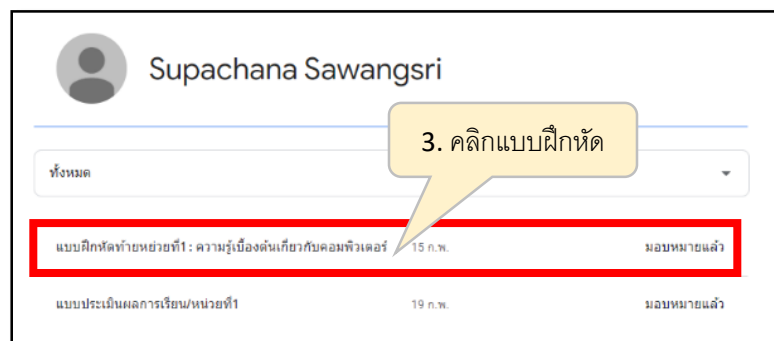 Supachana Sawangsri
3. คลิกแบบฝึกหัด
ทั้งหมด
แบบฝึกหัดท้ายหย่วยที่1: ความรู้เบื้องต้นเกี่ยวกับคอมพิวเตอร์ 15 ก.พ. มอบหมายแล้ว
แบบประเมินผลการเรียน/หน่วยที่1 19 ก.พ. มอบหมายแล้ว